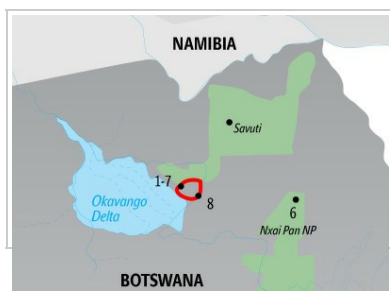 NAMIBIA
Savuti
1-7
Okavango
Delta
8
6
Nxai Pan NP
BOTSWANA